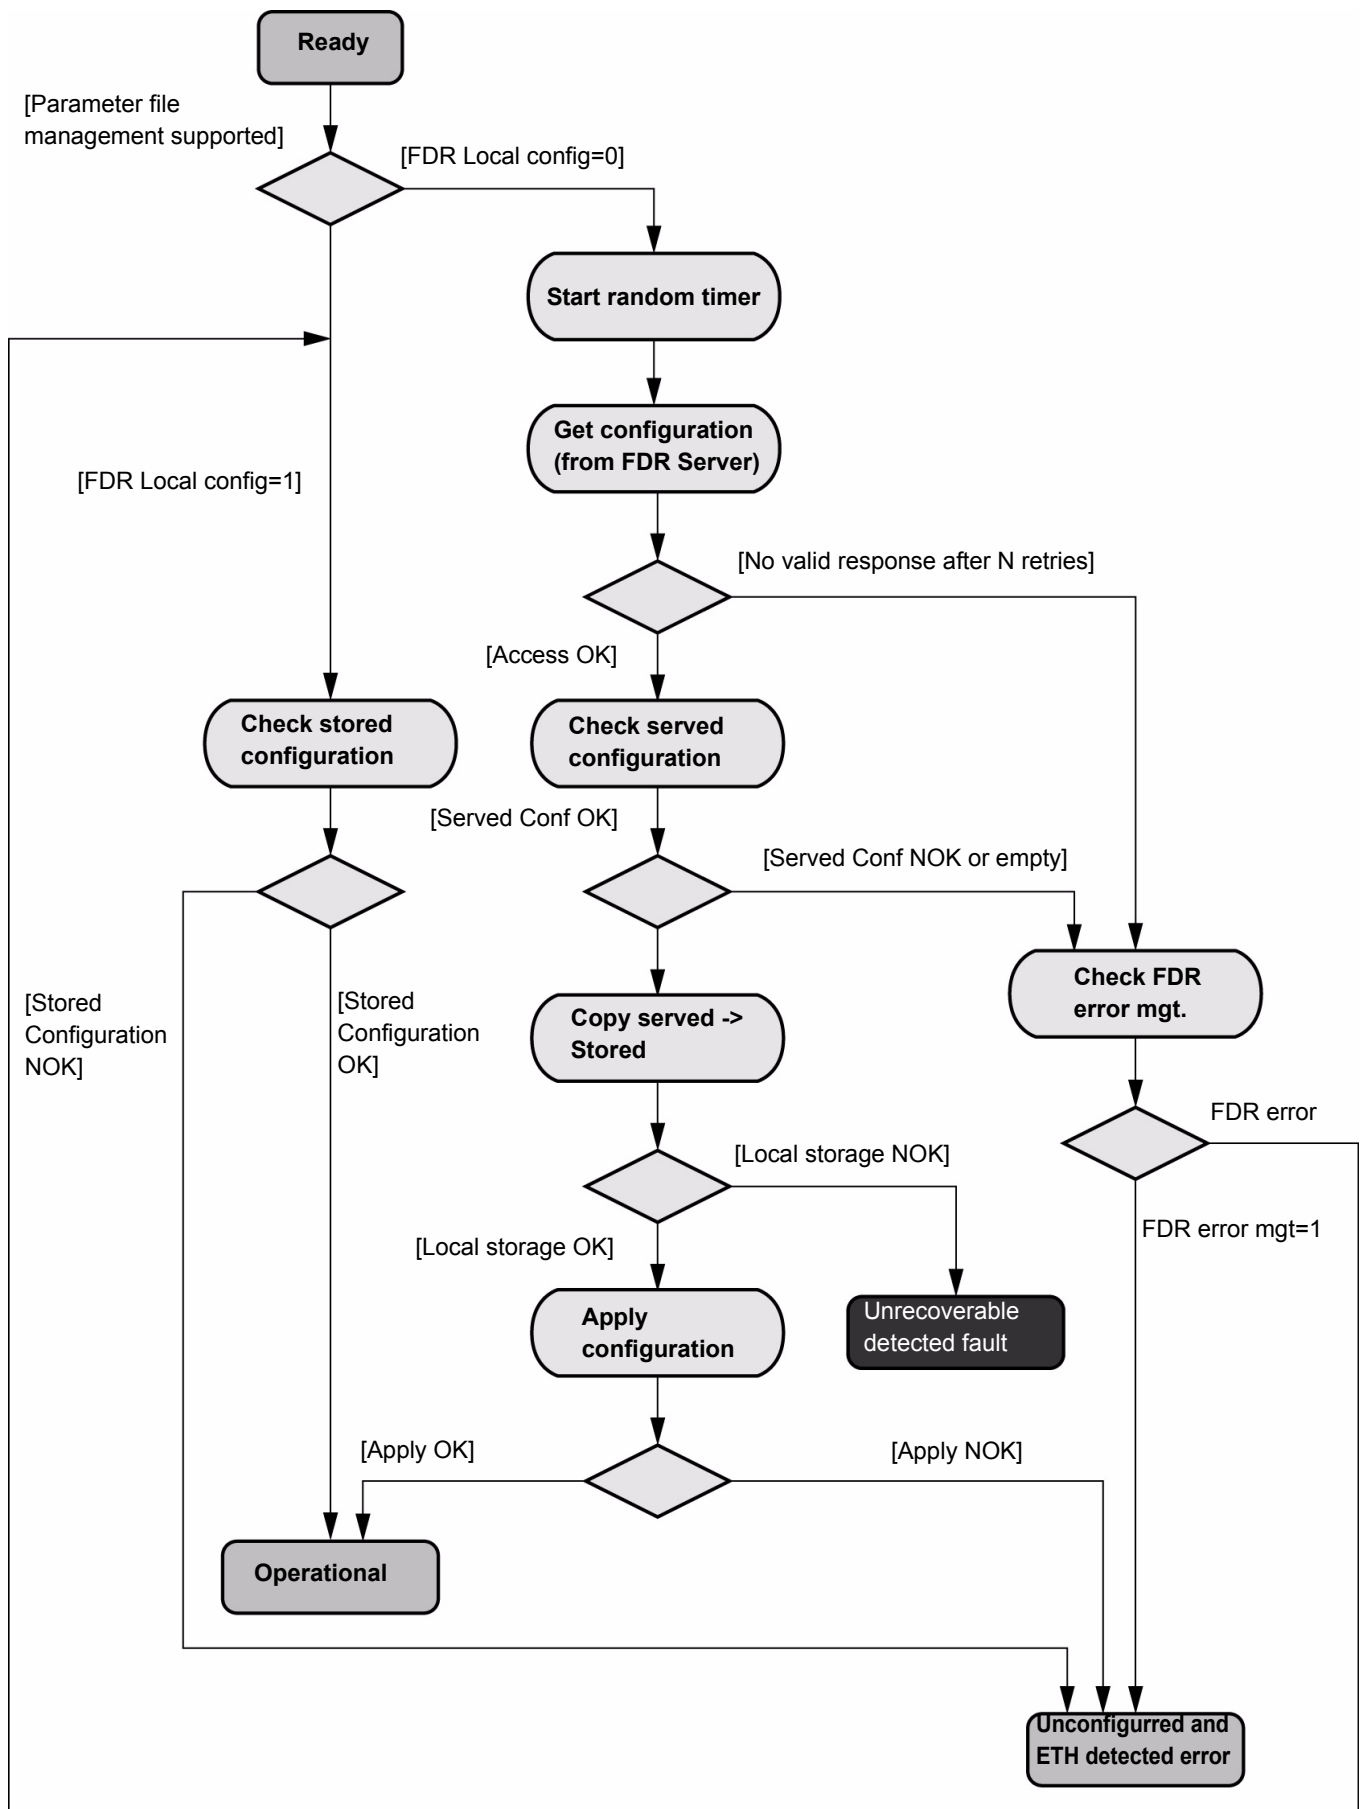 Ready
[Parameter file
management supported]
[FDR Local config=0]
Start random timer
Get configuration
(from FDR Server)
[FDR Local config=1]
[No valid response after N retries]
[Access OK]
Check stored
configuration
Check served
configuration
[Served Conf OK]
[Served Conf NOK or empty]
Check FDR
error mgt.
[Stored
Configuration
NOK]
[Stored
Configuration
OK]
Copy served ->
Stored
FDR error
[Local storage NOK]
FDR error mgt=1
[Local storage OK]
Apply
configuration
Unrecoverable
detected fault
[Apply OK]
[Apply NOK]
Operational
Unconfigurred and
ETH detected error